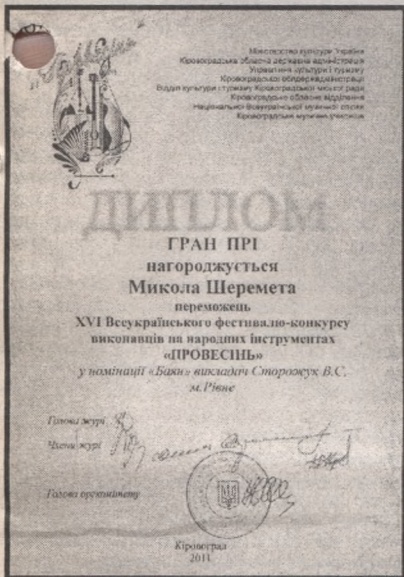 Міністерство культури України
Кіровоградська обласна державна адміністрація
Управління культури і туризму
Кіровоградської облдержадміністрації
Відділ культури і туризму Кіровоградської міської ради
Кіровоградське обласне відділення
Національної Всеукраїнської музичної спілки
Кіровоградське музичне училище
ДИПЛОМ
ГРАН ПРІ
нагороджується
Микола Шеремета
переможець
XVI Всеукраїнського фестивалю-конкурсу
виконавців на народних інструментах
«ПРОВЕСІНЬ»
у номінації «Баян» викладач Сторожук В.С.
м.Рівне
Голова журі
Члени журі
Голова оргкомітету
Кіровоград
2011